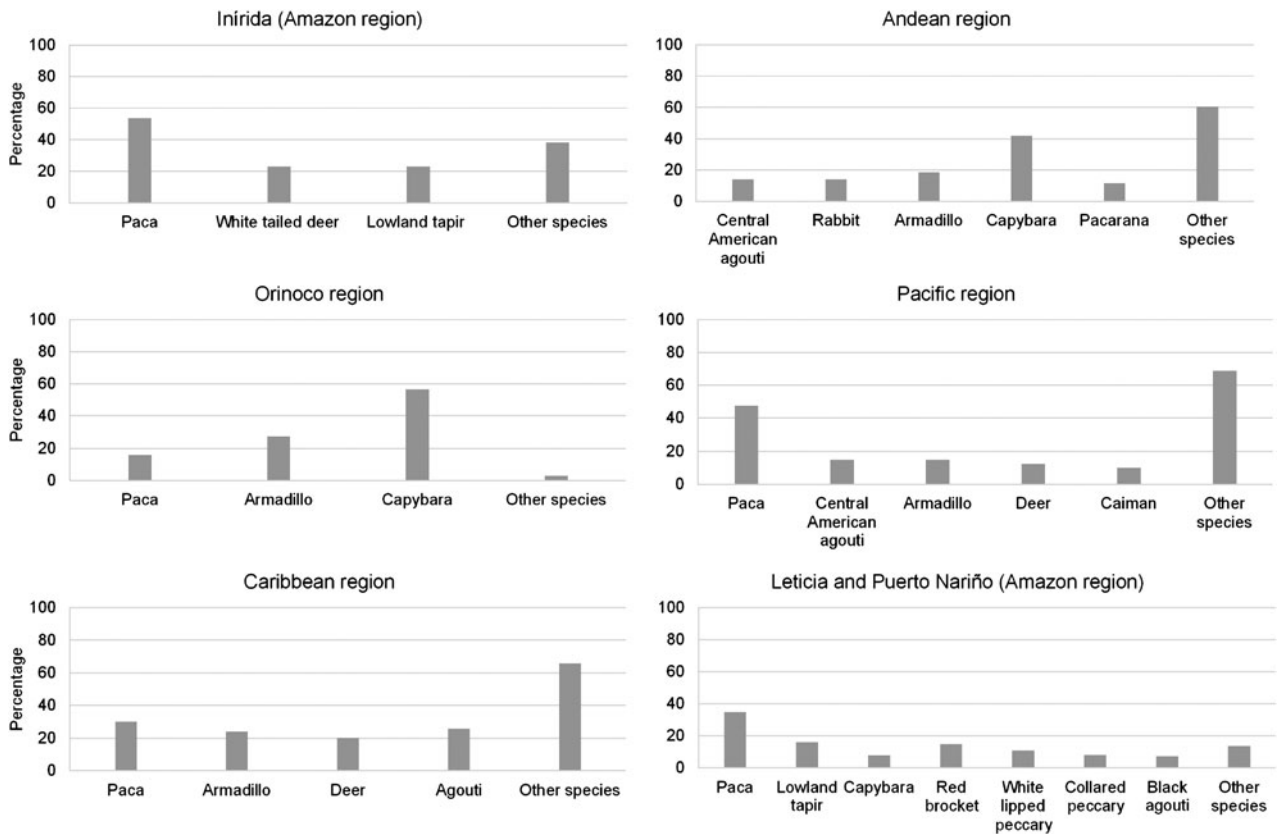 Inírida (Amazon region)
Percentage
100
80
60
40
20
0
Paca
White tailed deer
Lowland tapir
Other species
Andean region
100
80
60
40
20
0
Central
American
agouti
Rabbit
Armadillo
Capybara
Pacarana
Other
species
Orinoco region
Percentage
100
80
60
40
20
0
Paca
Armadillo
Capybara
Other species
Pacific region
100
80
60
40
20
0
Paca
Central
American
agouti
Armadillo
Deer
Caiman
Other
species
Caribbean region
Percentage
100
80
60
40
20
0
Paca
Armadillo
Deer
Agouti
Other species
Leticia and Puerto Nariño (Amazon region)
100
80
60
40
20
0
Paca
Lowland
tapir
Capybara
Red
brocket
White
lipped
peccary
Collared
peccary
Black
agouti
Other
species